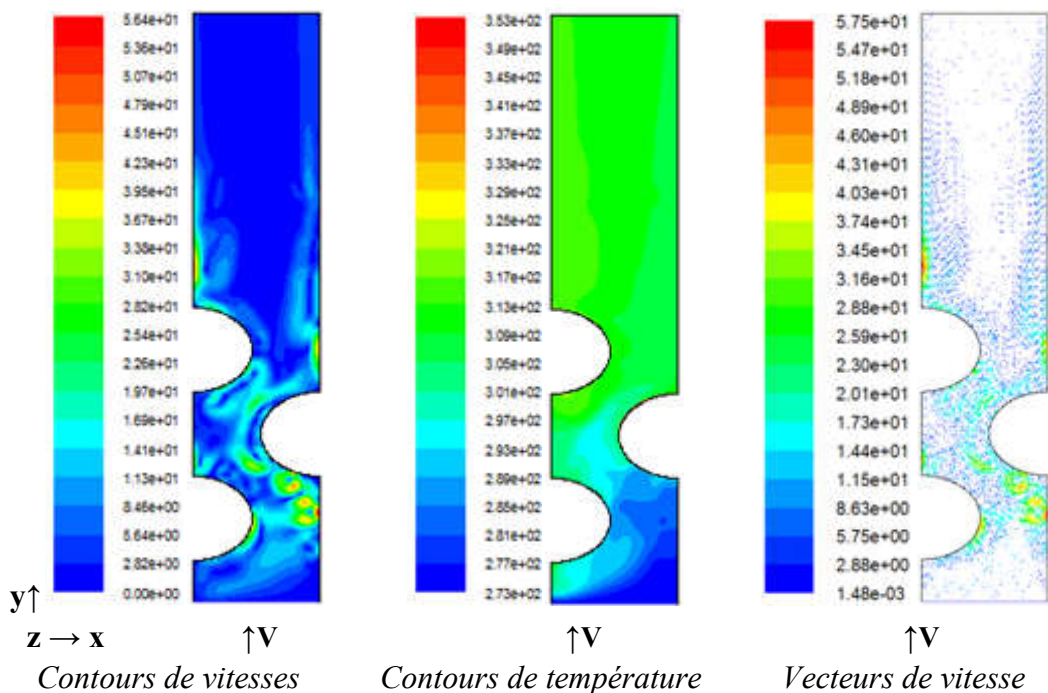 5.64e+01
5.36e+01
5.07e+01
4.79e+01
4.51e+01
4.23e+01
3.95e+01
3.67e+01
3.38e+01
3.10e+01
2.82e+01
2.54e+01
2.26e+01
1.97e+01
1.69e+01
1.41e+01
1.13e+01
8.46e+00
5.64e+00
2.82e+00
0.00e+00
3.53e+02
3.49e+02
3.45e+02
3.41e+02
3.37e+02
3.33e+02
3.29e+02
3.25e+02
3.21e+02
3.17e+02
3.13e+02
3.09e+02
3.05e+02
3.01e+02
2.97e+02
2.93e+02
2.89e+02
2.85e+02
2.81e+02
2.77e+02
2.73e+02
5.75e+01
5.47e+01
5.18e+01
4.89e+01
4.60e+01
4.31e+01
4.03e+01
3.74e+01
3.45e+01
3.16e+01
2.88e+01
2.59e+01
2.30e+01
2.01e+01
1.73e+01
1.44e+01
1.15e+01
8.63e+00
5.75e+00
2.88e+00
1.48e-03
y↑
z → x ↑V ↑V ↑V
Contours de vitesses Contours de température Vecteurs de vitesse